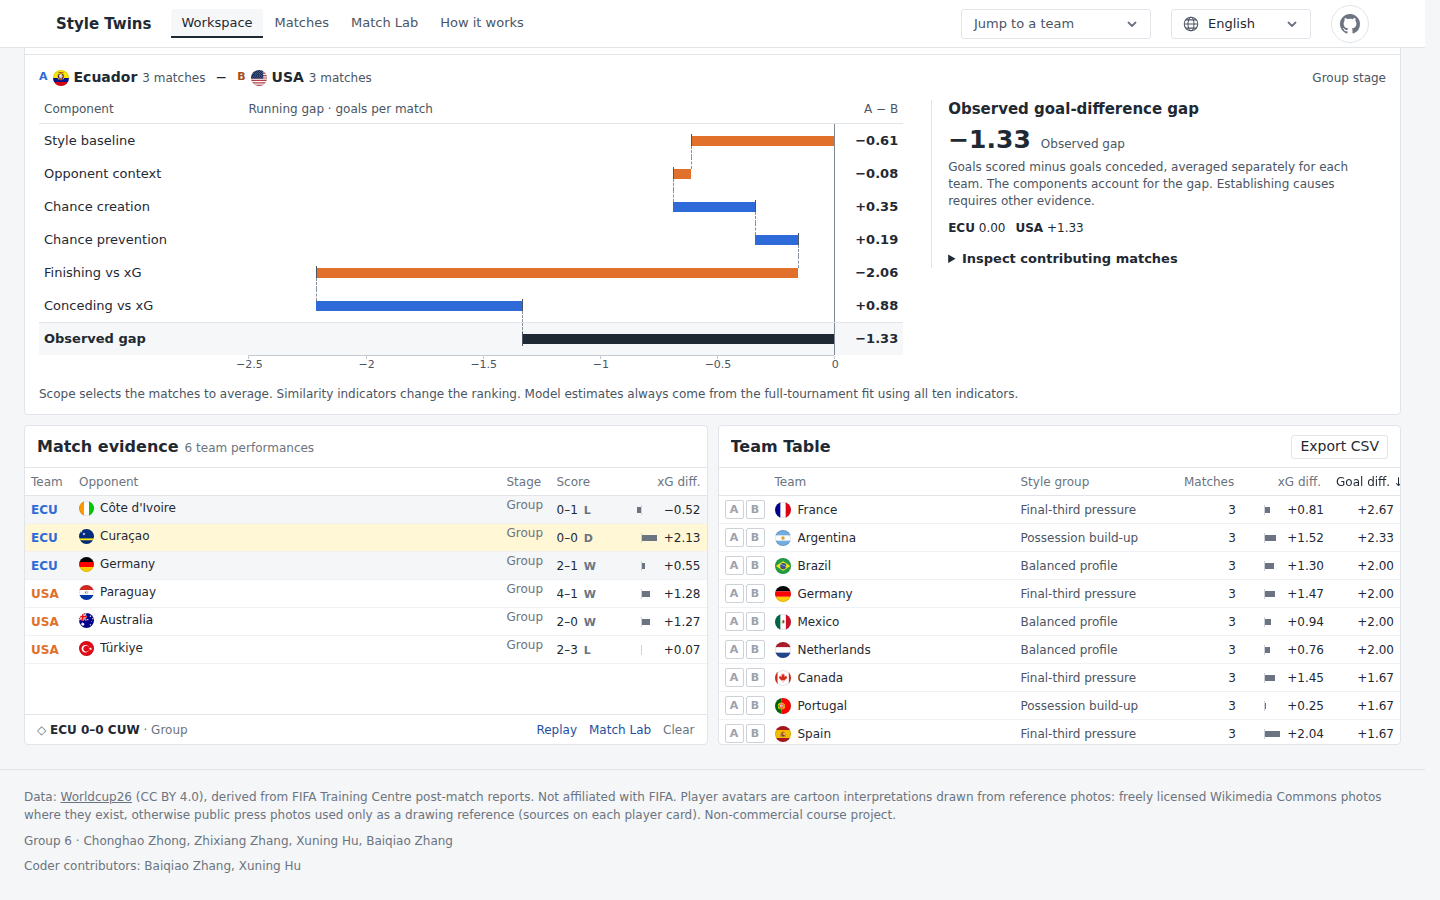 Style Twins Workspace Matches Match Lab How it works Jump to a team English
A Ecuador 3 matches – B USA 3 matches Group stage
Component Running gap · goals per match A − B
Style baseline −0.61
Opponent context −0.08
Chance creation +0.35
Chance prevention +0.19
Finishing vs xG −2.06
Conceding vs xG +0.88
Observed gap −1.33
−2.5 −2 −1.5 −1 −0.5 0
Observed goal-difference gap
−1.33 Observed gap
Goals scored minus goals conceded, averaged separately for each
team. The components account for the gap. Establishing causes
requires other evidence.
ECU 0.00 USA +1.33
▶ Inspect contributing matches
Scope selects the matches to average. Similarity indicators change the ranking. Model estimates always come from the full-tournament fit using all ten indicators.
Match evidence 6 team performances
Team Opponent Stage Score xG diff.
ECU Côte d'Ivoire Group 0–1 L −0.52
ECU Curaçao Group 0–0 D +2.13
ECU Germany Group 2–1 W +0.55
USA Paraguay Group 4–1 W +1.28
USA Australia Group 2–0 W +1.27
USA Türkiye Group 2–3 L +0.07
◇ ECU 0–0 CUW · Group Replay Match Lab Clear
Team Table Export CSV
Team Style group Matches xG diff. Goal diff. ↓
A B France Final-third pressure 3 +0.81 +2.67
A B Argentina Possession build-up 3 +1.52 +2.33
A B Brazil Balanced profile 3 +1.30 +2.00
A B Germany Final-third pressure 3 +1.47 +2.00
A B Mexico Balanced profile 3 +0.94 +2.00
A B Netherlands Balanced profile 3 +0.76 +2.00
A B Canada Final-third pressure 3 +1.45 +1.67
A B Portugal Possession build-up 3 +0.25 +1.67
A B Spain Final-third pressure 3 +2.04 +1.67
Data: Worldcup26 (CC BY 4.0), derived from FIFA Training Centre post-match reports. Not affiliated with FIFA. Player avatars are cartoon interpretations drawn from reference photos: freely licensed Wikimedia Commons photos
where they exist, otherwise public press photos used only as a drawing reference (sources on each player card). Non-commercial course project.
Group 6 · Chonghao Zhong, Zhixiang Zhang, Xuning Hu, Baiqiao Zhang
Coder contributors: Baiqiao Zhang, Xuning Hu